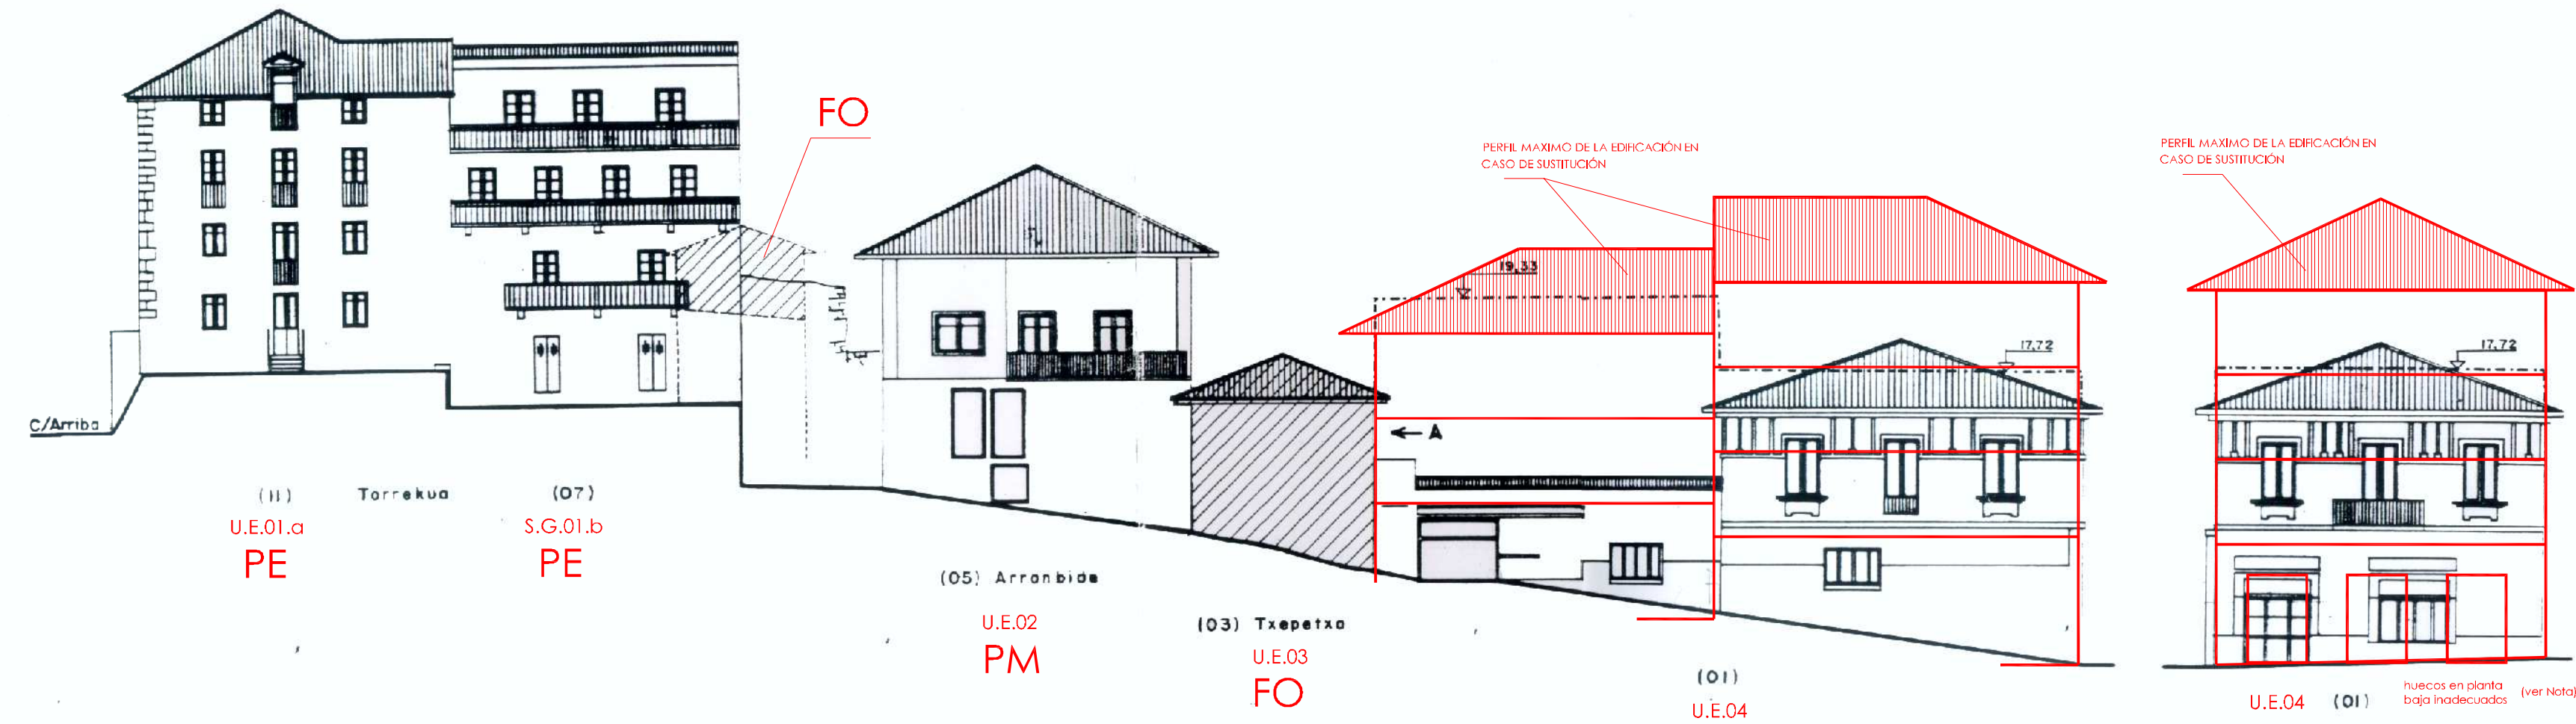 FO
PERFIL MAXIMO DE LA EDIFICACIÓN EN
CASO DE SUSTITUCIÓN
PERFIL MAXIMO DE LA EDIFICACIÓN EN
CASO DE SUSTITUCIÓN
19,33
17,72
17,72
C/Arriba
← A
(11) Torrekua (07)
U.E.01.a
PE
S.G.01.b
PE
(05) Arranbide
U.E.02
PM
(03) Txepetxa
U.E.03
FO
(01)
U.E.04
U.E.04 (01)
huecos en planta
baja inadecuados
(ver Nota)